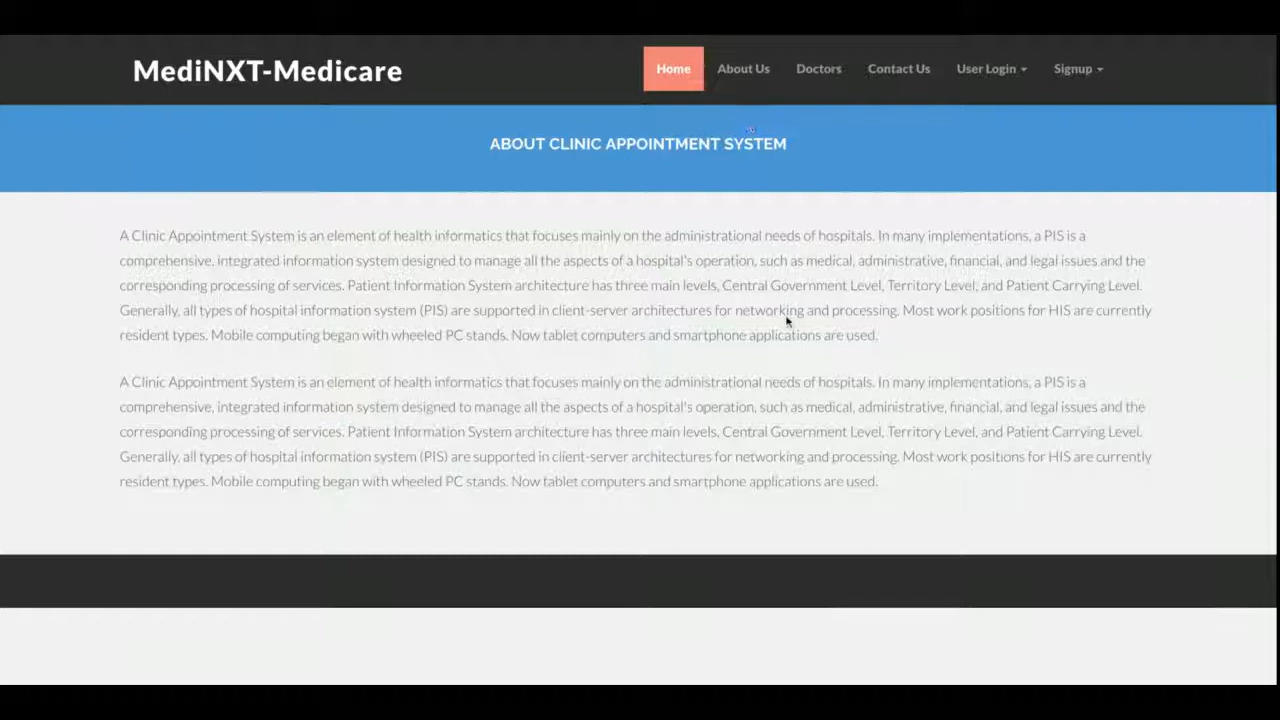 MediNXT-Medicare
Home About Us Doctors Contact Us User Login Signup
ABOUT CLINIC APPOINTMENT SYSTEM
A Clinic Appointment System is an element of health informatics that focuses mainly on the administrational needs of hospitals. In many implementations, a PIS is a
comprehensive, integrated information system designed to manage all the aspects of a hospital's operation, such as medical, administrative, financial, and legal issues and the
corresponding processing of services. Patient Information System architecture has three main levels, Central Government Level, Territory Level, and Patient Carrying Level.
Generally, all types of hospital information system (PIS) are supported in client-server architectures for networking and processing. Most work positions for HIS are currently
resident types. Mobile computing began with wheeled PC stands. Now tablet computers and smartphone applications are used.
A Clinic Appointment System is an element of health informatics that focuses mainly on the administrational needs of hospitals. In many implementations, a PIS is a
comprehensive, integrated information system designed to manage all the aspects of a hospital's operation, such as medical, administrative, financial, and legal issues and the
corresponding processing of services. Patient Information System architecture has three main levels, Central Government Level, Territory Level, and Patient Carrying Level.
Generally, all types of hospital information system (PIS) are supported in client-server architectures for networking and processing. Most work positions for HIS are currently
resident types. Mobile computing began with wheeled PC stands. Now tablet computers and smartphone applications are used.